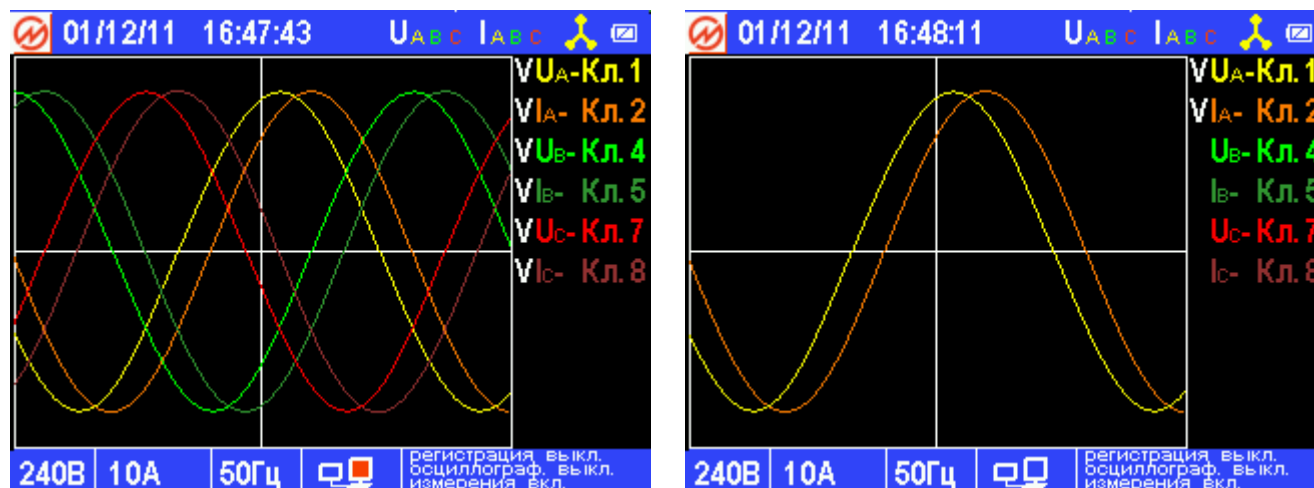 01/12/11 16:47:43 UABC IABC
VUA-Кл.1
VIA- Кл.2
VUB-Кл.4
VIB- Кл.5
VUC-Кл.7
VIC- Кл.8
240В 10А 50Гц
регистрация выкл.
осциллограф. выкл.
измерения вкл.
01/12/11 16:48:11 UABC IABC
VUA-Кл.1
VIA- Кл.2
UB-Кл.4
IB- Кл.5
UC-Кл.7
IC- Кл.8
240В 10А 50Гц
регистрация выкл.
осциллограф. выкл.
измерения вкл.